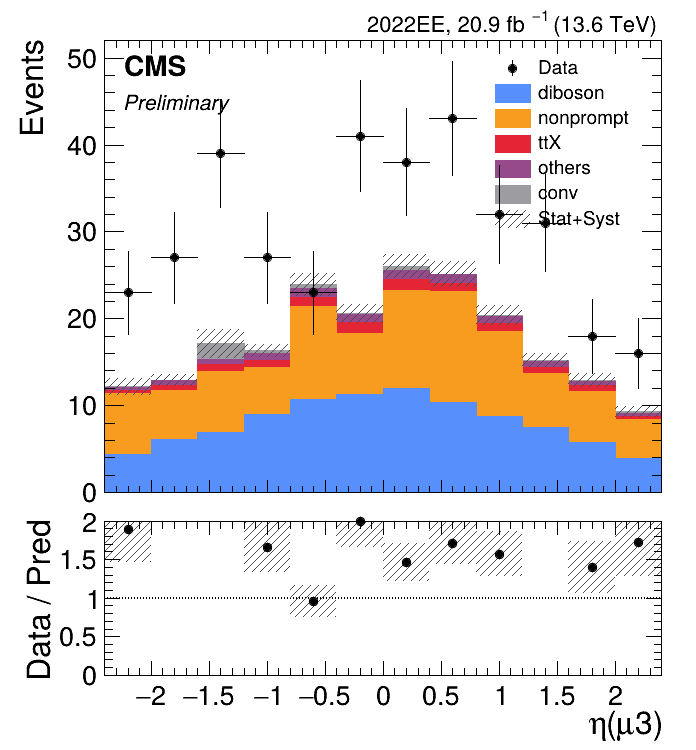 2022EE, 20.9 fb⁻¹ (13.6 TeV)
CMS
Preliminary
Events
50
40
30
20
10
0
Data
diboson
nonprompt
ttX
others
conv
Stat+Syst
Data / Pred
2
1.5
1
0.5
0
−2 −1.5 −1 −0.5 0 0.5 1 1.5 2
η(μ3)